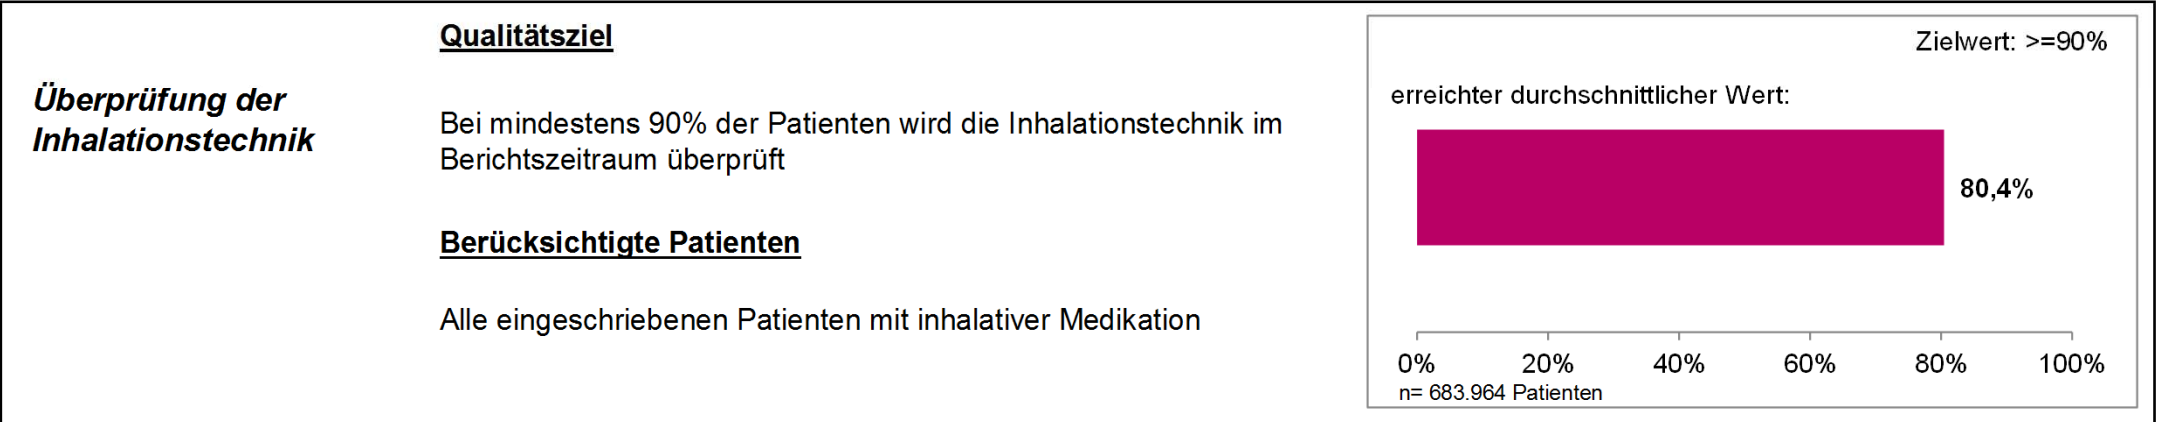 Überprüfung der
Inhalationstechnik
Qualitätsziel
Bei mindestens 90% der Patienten wird die Inhalationstechnik im
Berichtszeitraum überprüft
Berücksichtigte Patienten
Alle eingeschriebenen Patienten mit inhalativer Medikation
Zielwert: >=90%
erreichter durchschnittlicher Wert:
80,4%
0% 20% 40% 60% 80% 100%
n= 683.964 Patienten